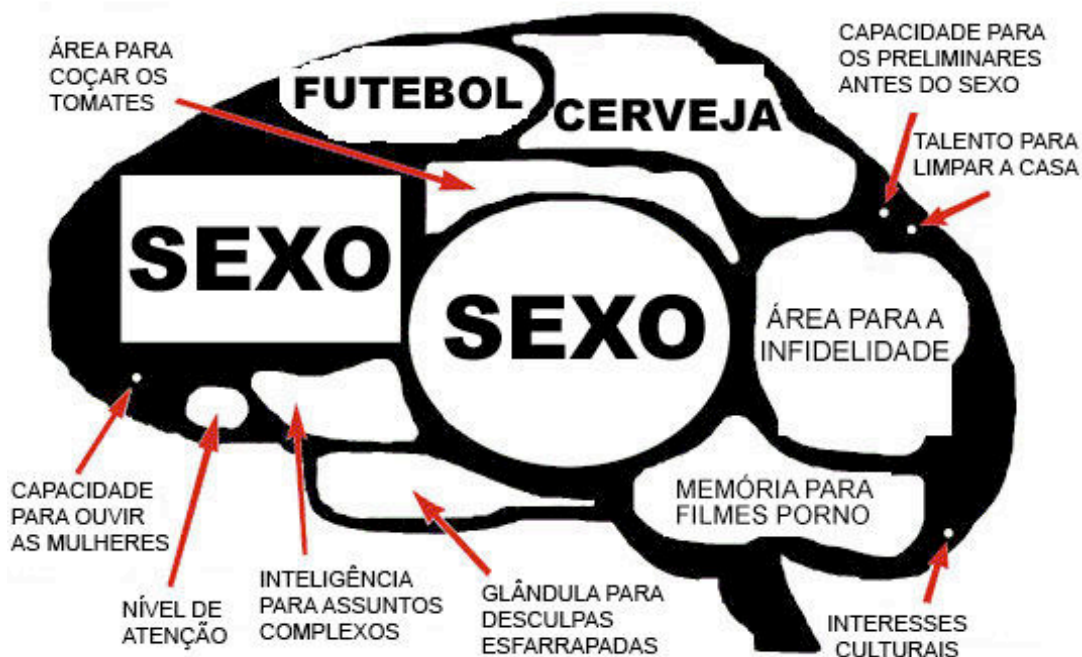 ÁREA PARA
COÇAR OS
TOMATES
FUTEBOL
CERVEJA
CAPACIDADE PARA
OS PRELIMINARES
ANTES DO SEXO
TALENTO PARA
LIMPAR A CASA
SEXO
SEXO
ÁREA PARA A
INFIDELIDADE
CAPACIDADE
PARA OUVIR
AS MULHERES
NÍVEL DE
ATENÇÃO
INTELIGÊNCIA
PARA ASSUNTOS
COMPLEXOS
GLÂNDULA PARA
DESCULPAS
ESFARRAPADAS
MEMÓRIA PARA
FILMES PORNO
INTERESSES
CULTURAIS